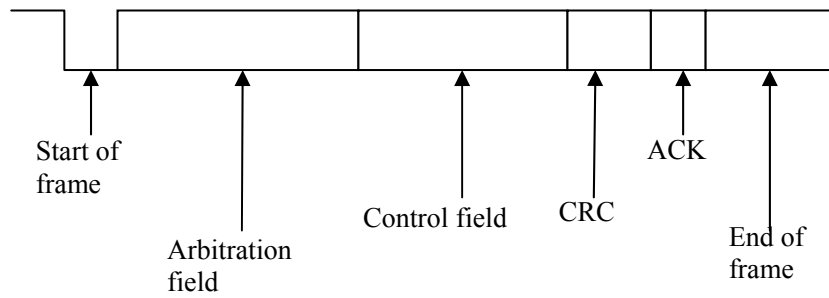 Start of
frame
Arbitration
field
Control field
CRC
ACK
End of
frame